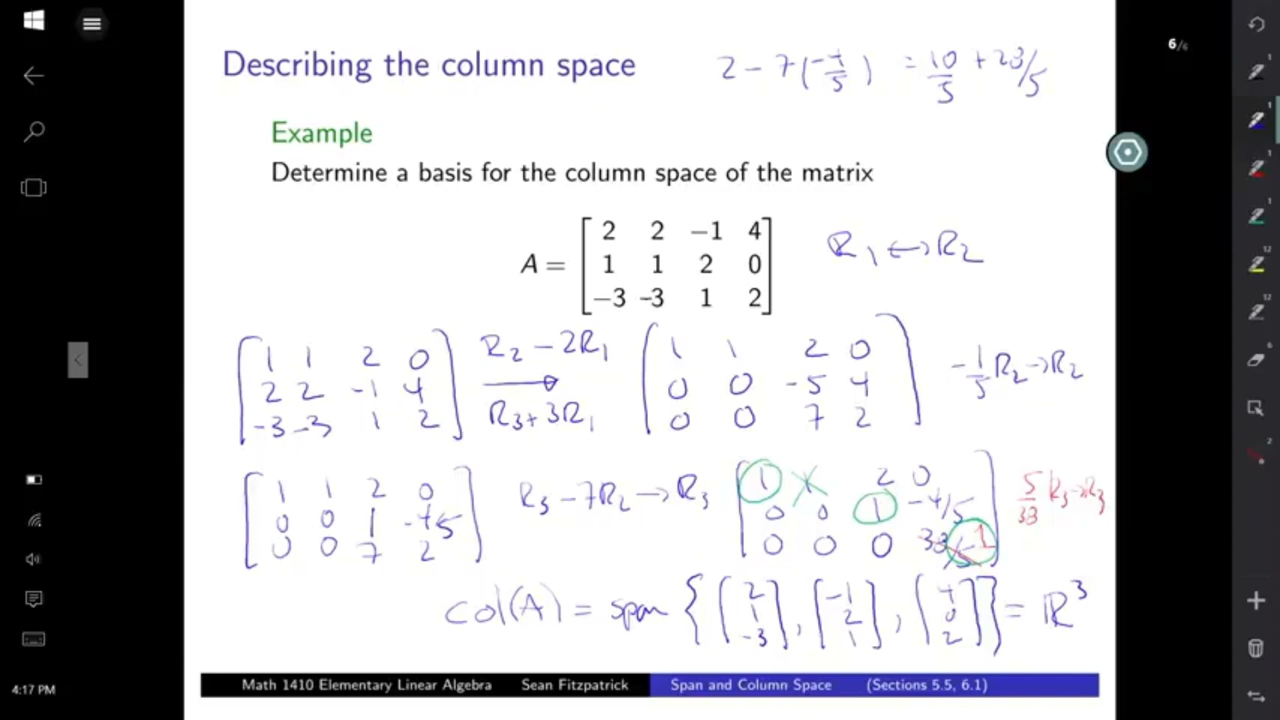 6/6
Describing the column space 2 - 7(-4/5) = 10/5 + 28/5
Example
Determine a basis for the column space of the matrix
2 2 −1 4
A = 1 1 2 0 R1 ↔ R2
−3 -3 1 2
1 1 2 0 R2 - 2R1 1 1 2 0
2 2 -1 4 → 0 0 -5 4 -1/5 R2 → R2
-3 -3 1 2 R3 + 3R1 0 0 7 2
1 1 2 0 R3 - 7R2 → R3 1 1 2 0 5/38 R3 → R3
0 0 1 -4/5 0 0 1 -4/5
0 0 7 2 0 0 0 38/5 1
col(A) = span { [2 1 -3], [-1 2 1], [4 0 2] } = ℝ3
Math 1410 Elementary Linear Algebra Sean Fitzpatrick Span and Column Space (Sections 5.5, 6.1)
4:17 PM